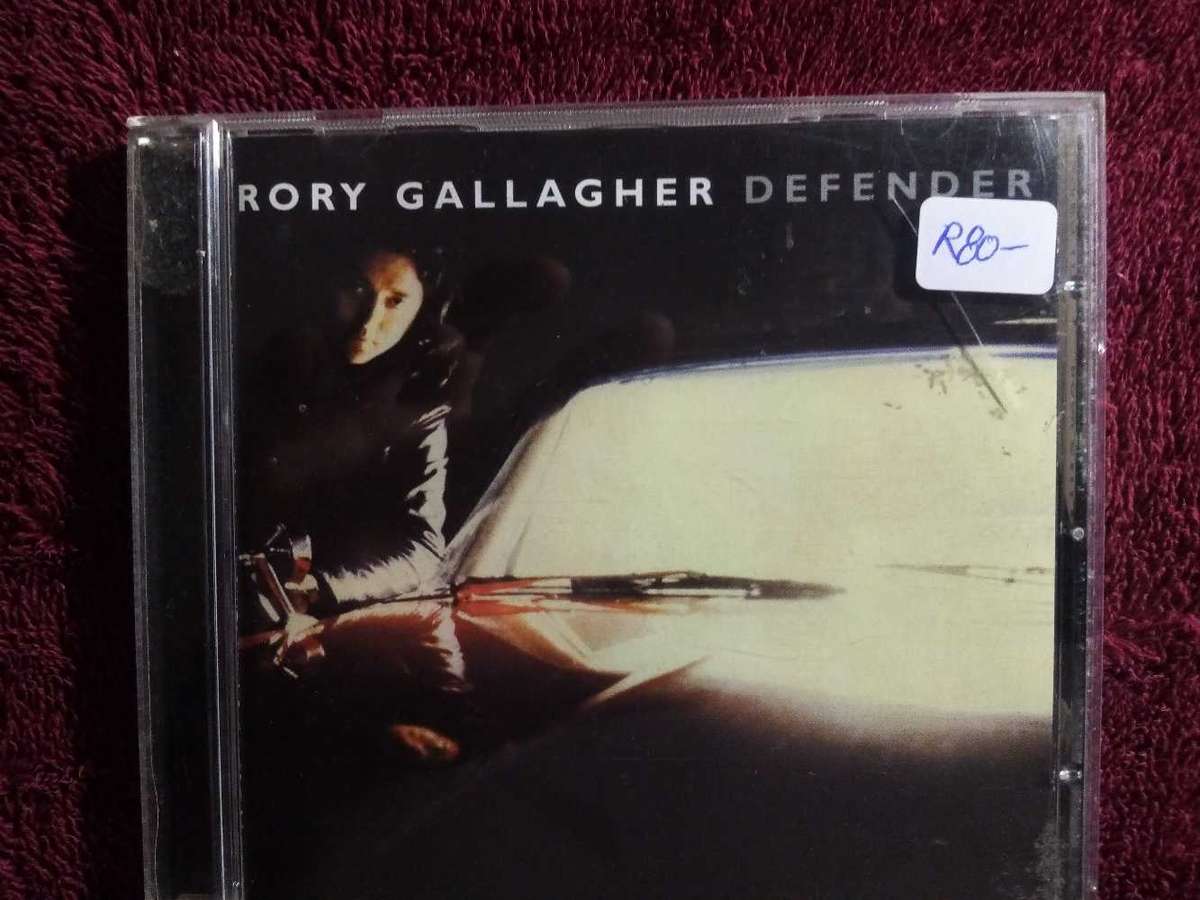 RORY GALLAGHER DEFENDER
R80-